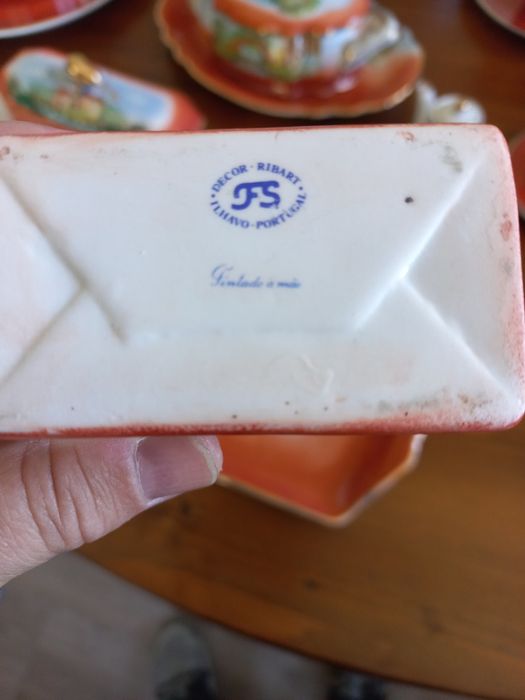 DECOR · RIBART
JFS
ILHAVO · PORTUGAL
Pintado a mão